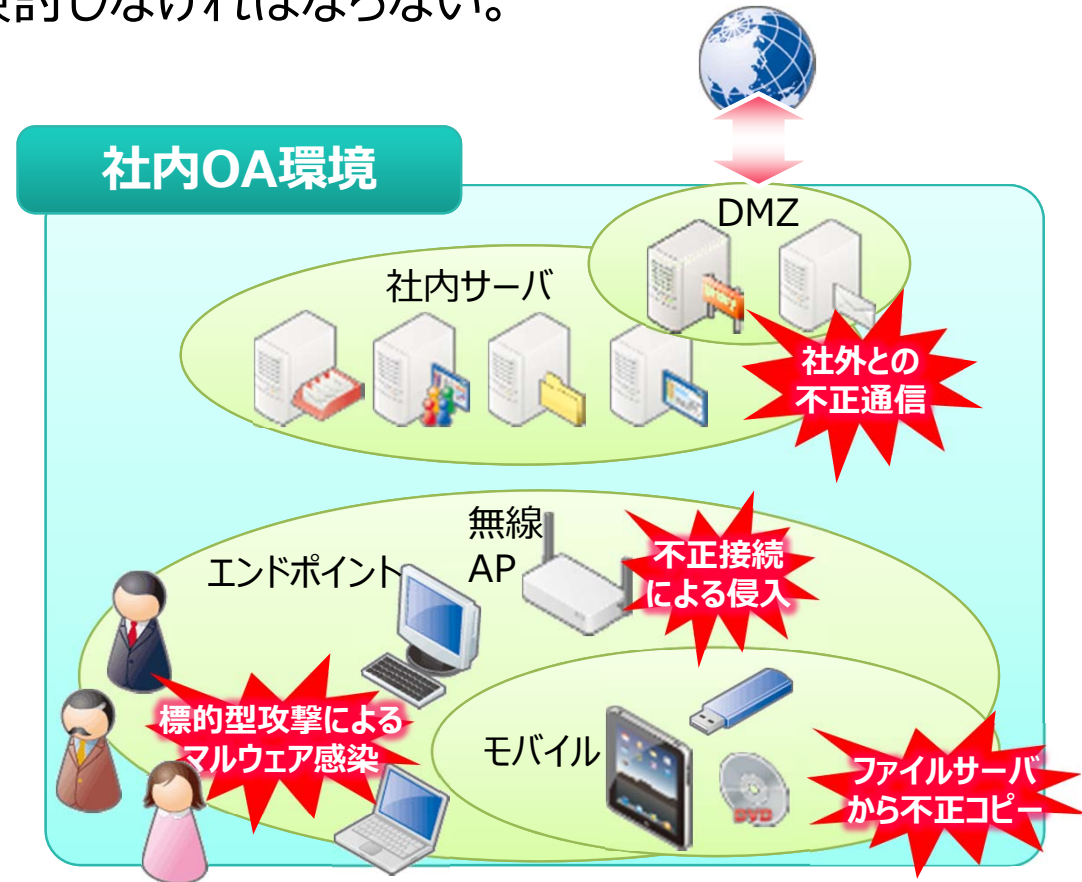 検討しなければならない。
社内OA環境
DMZ
社内サーバ
社外との
不正通信
無線
AP
エンドポイント
不正接続
による侵入
標的型攻撃による
マルウェア感染
モバイル
DVD
ファイルサーバ
から不正コピー